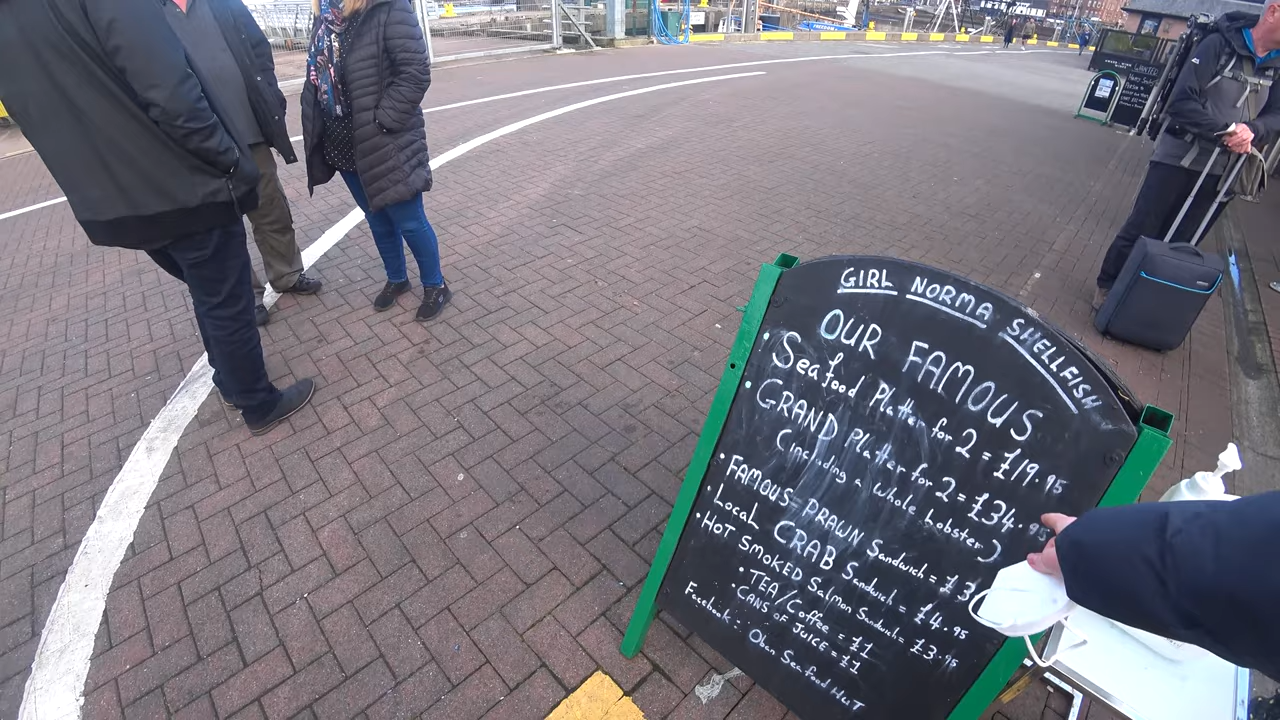 GIRL NORMA SHELLFISH
OUR FAMOUS
• Seafood Platter for 2 = £19.95
• GRAND Platter for 2 = £34.95
(including a whole Lobster)
• FAMOUS PRAWN Sandwich = £3
• Local CRAB Sandwich = £4.95
• HOT SMOKED Salmon Sandwich = £3.95
• TEA/Coffee = £1
• CANS OF JUICE = £1
Facebook: Oban Seafood Hut
WANTED